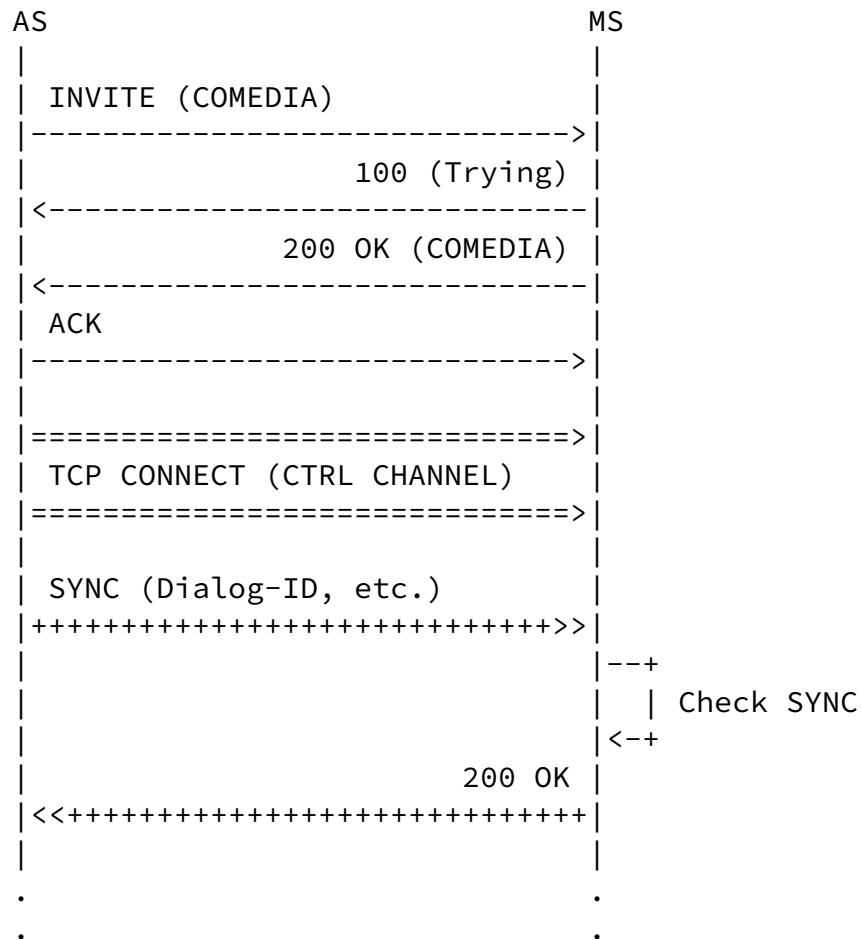 AS MS
INVITE (COMEDIA)
100 (Trying)
200 OK (COMEDIA)
ACK
TCP CONNECT (CTRL CHANNEL)
SYNC (Dialog-ID, etc.)
Check SYNC
200 OK